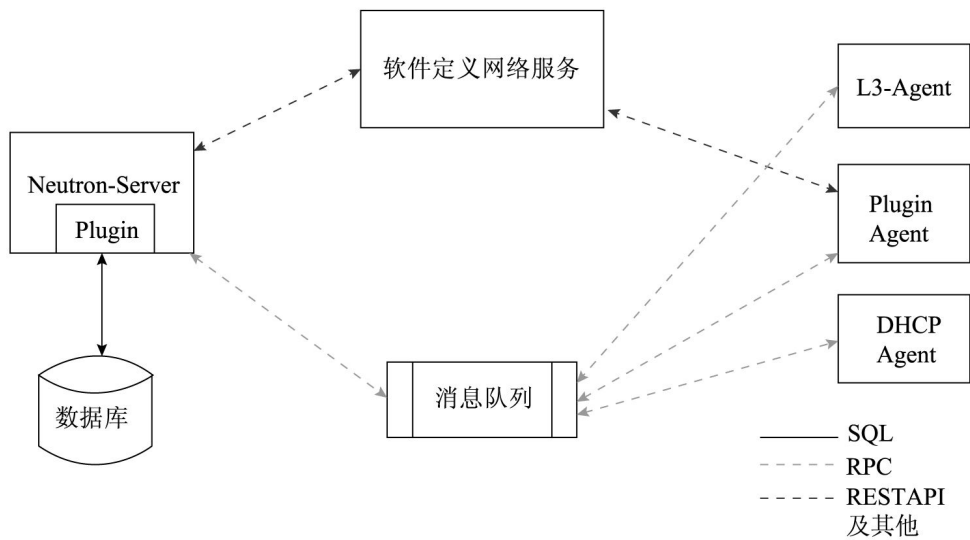 软件定义网络服务
L3-Agent
Neutron-Server
Plugin
Plugin
Agent
DHCP
Agent
消息队列
数据库
SQL
RPC
RESTAPI
及其他